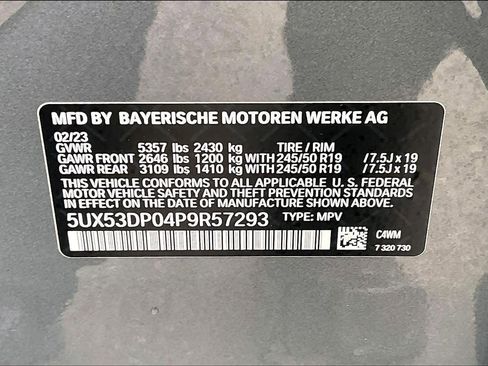 MFD BY BAYERISCHE MOTOREN WERKE AG
02/23
GVWR 5357 lbs 2430 kg TIRE / RIM
GAWR FRONT 2646 lbs 1200 kg WITH 245/50 R19 /7.5J x 19
GAWR REAR 3109 lbs 1410 kg WITH 245/50 R19 /7.5J x 19
THIS VEHICLE CONFORMS TO ALL APPLICABLE U. S. FEDERAL
MOTOR VEHICLE SAFETY AND THEFT PREVENTION STANDARDS
IN EFFECT ON THE DATE OF MANUFACTURE SHOWN ABOVE.
5UX53DP04P9R57293 TYPE: MPV
C4WM
7 320 730